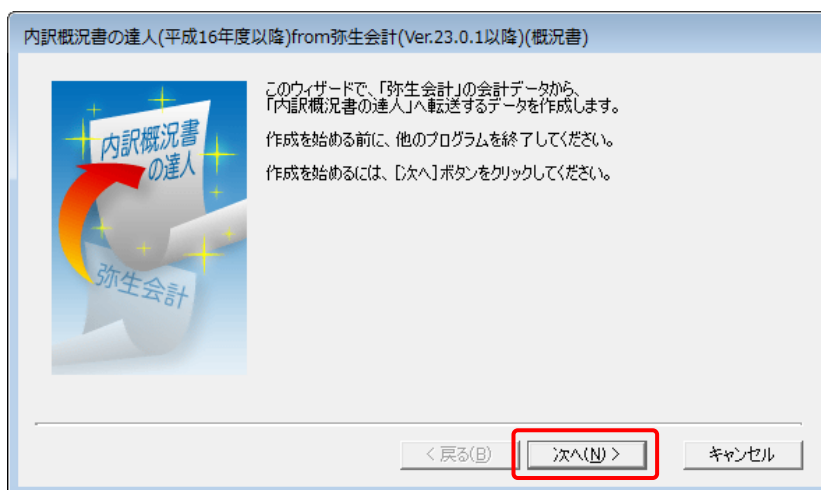 内訳概況書の達人(平成16年度以降)from弥生会計(Ver.23.0.1以降)(概況書)
内訳概況書
の達人
弥生会計
このウィザードで、「弥生会計」の会計データから、
「内訳概況書の達人」へ転送するデータを作成します。
作成を始める前に、他のプログラムを終了してください。
作成を始めるには、[次へ]ボタンをクリックしてください。
< 戻る(B)
次へ(N) >
キャンセル